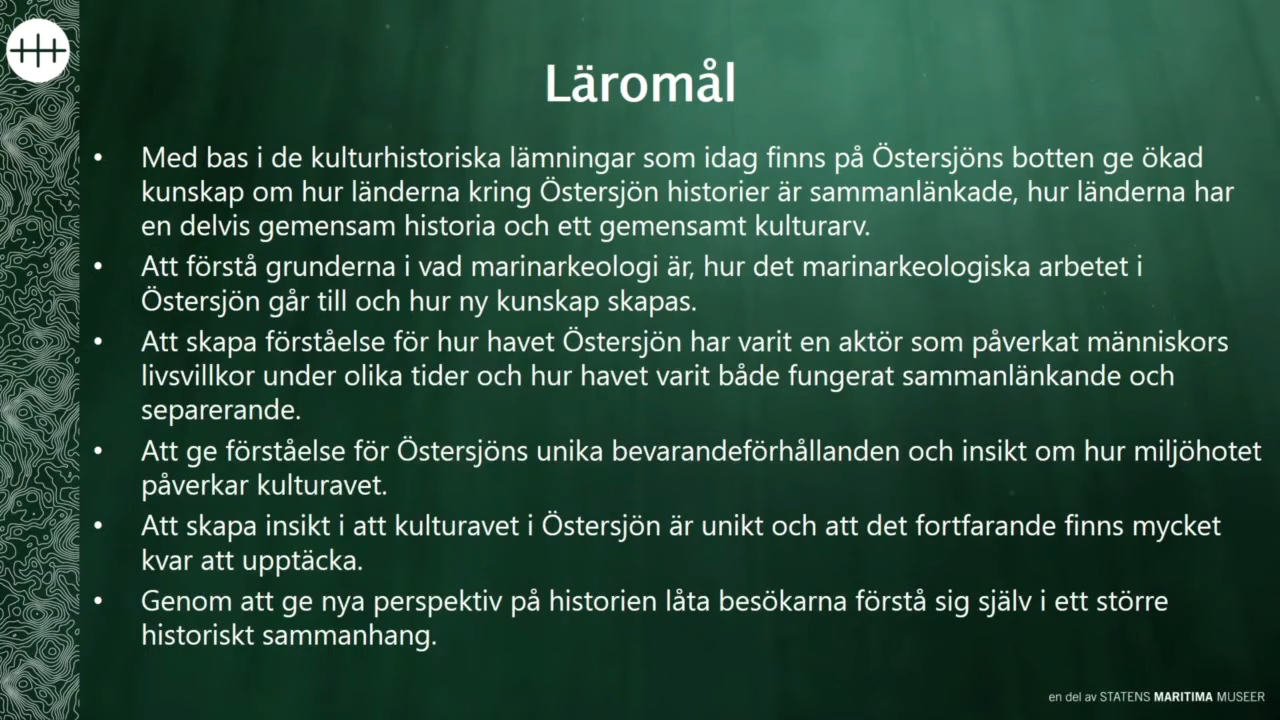 Läromål
• Med bas i de kulturhistoriska lämningar som idag finns på Östersjöns botten ge ökad
kunskap om hur länderna kring Östersjön historier är sammanlänkade, hur länderna har
en delvis gemensam historia och ett gemensamt kulturarv.
• Att förstå grunderna i vad marinarkeologi är, hur det marinarkeologiska arbetet i
Östersjön går till och hur ny kunskap skapas.
• Att skapa förståelse för hur havet Östersjön har varit en aktör som påverkat människors
livsvillkor under olika tider och hur havet varit både fungerat sammanlänkande och
separerande.
• Att ge förståelse för Östersjöns unika bevarandeförhållanden och insikt om hur miljöhotet
påverkar kulturavet.
• Att skapa insikt i att kulturavet i Östersjön är unikt och att det fortfarande finns mycket
kvar att upptäcka.
• Genom att ge nya perspektiv på historien låta besökarna förstå sig själv i ett större
historiskt sammanhang.
en del av STATENS MARITIMA MUSEER